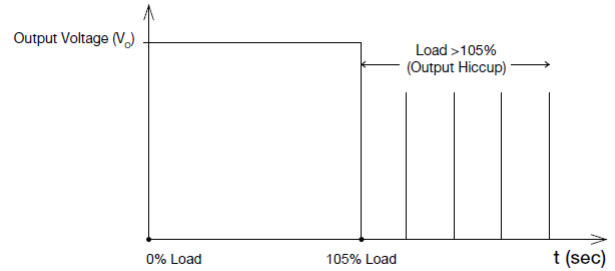 Output Voltage (Vo)
Load >105%
(Output Hiccup)
0% Load
105% Load
t (sec)